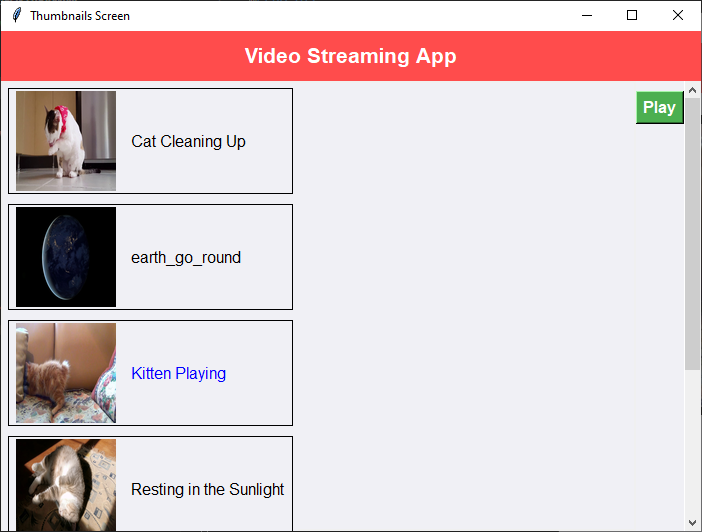 Thumbnails Screen
Video Streaming App
Play
Cat Cleaning Up
earth_go_round
Kitten Playing
Resting in the Sunlight